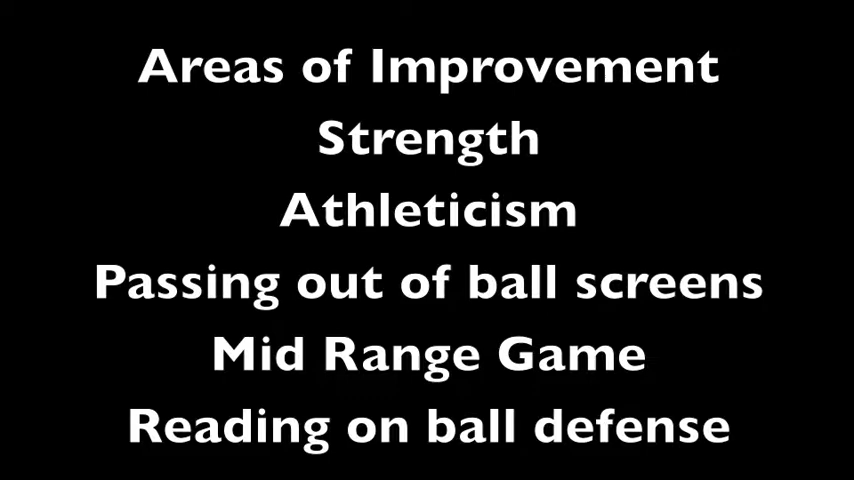 Areas of Improvement
Strength
Athleticism
Passing out of ball screens
Mid Range Game
Reading on ball defense